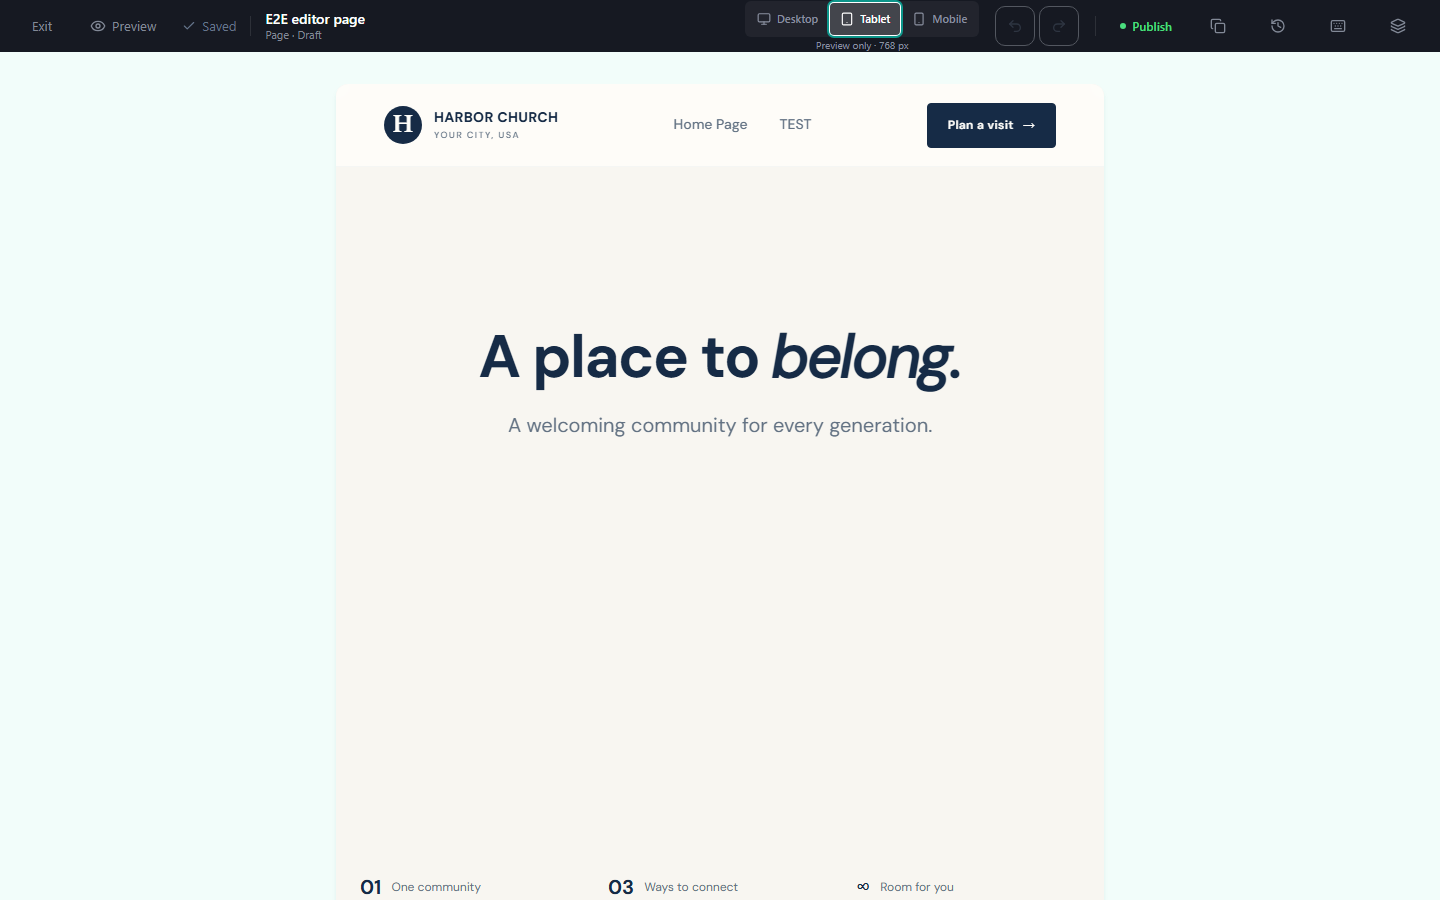 Exit
Preview
Saved
E2E editor page
Page · Draft
Desktop
Tablet
Mobile
Preview only · 768 px
Publish
H
HARBOR CHURCH
YOUR CITY, USA
Home Page
TEST
Plan a visit →
A place to belong.
A welcoming community for every generation.
01 One community
03 Ways to connect
∞ Room for you